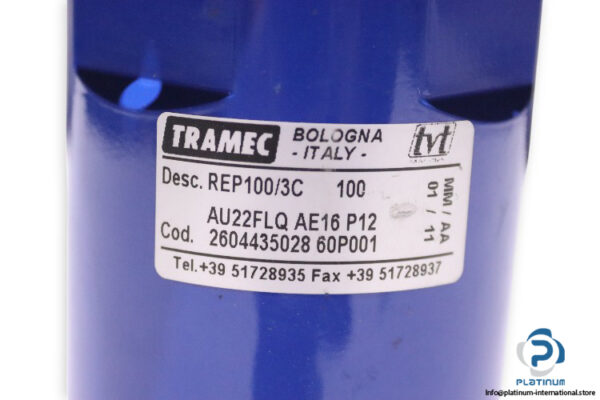 TRAMEC BOLOGNA - ITALY - tvt
Desc. REP100/3C 100
AU22FLQ AE16 P12
Cod. 2604435028 60P001
MM / AA
01 / 11
Tel.+39 51728935 Fax +39 51728937
PLATINUM
Info@platinum-international.store